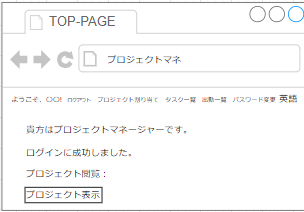 TOP-PAGE
プロジェクトマネ
ようこそ、○○! ログアウト プロジェクト割り当て タスク一覧 出勤一覧 パスワード変更 英語
貴方はプロジェクトマネージャーです。
ログインに成功しました。
プロジェクト閲覧：
プロジェクト表示